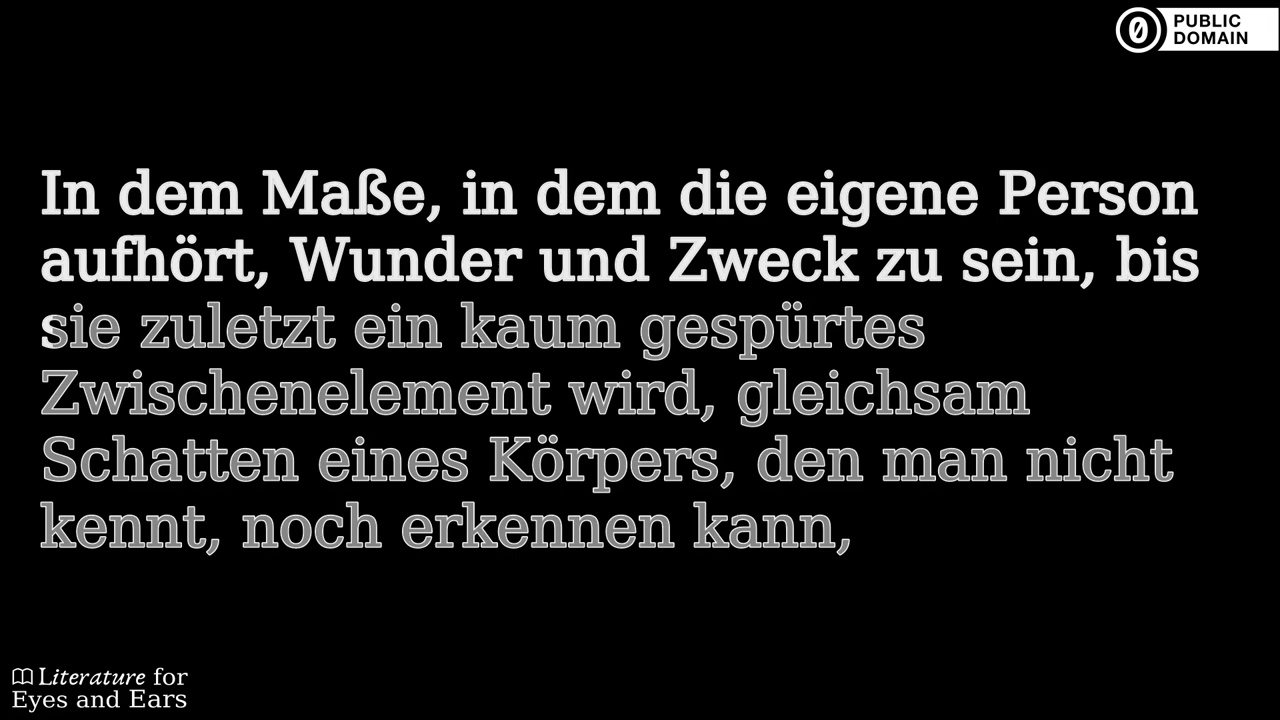 PUBLIC
DOMAIN
In dem Maße, in dem die eigene Person
aufhört, Wunder und Zweck zu sein, bis
sie zuletzt ein kaum gespürtes
Zwischenelement wird, gleichsam
Schatten eines Körpers, den man nicht
kennt, noch erkennen kann,
Literature for
Eyes and Ears